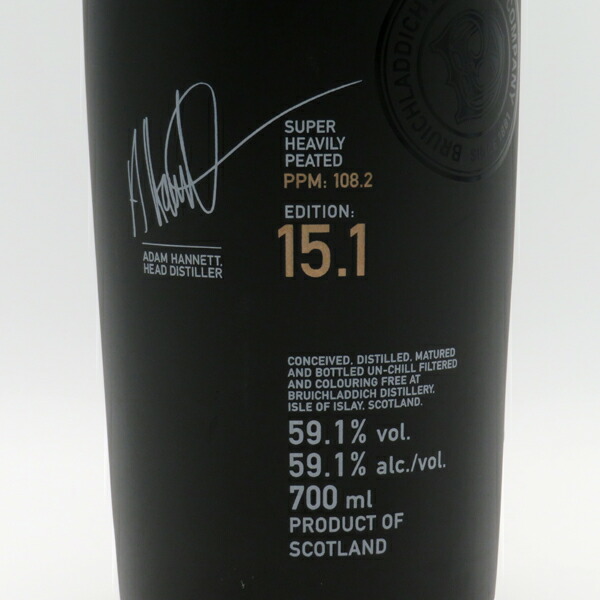 BRUICHLADDICH
COMPANY
SUPER
HEAVILY
PEATED
PPM: 108.2
EDITION:
15.1
ADAM HANNETT,
HEAD DISTILLER
CONCEIVED, DISTILLED, MATURED
AND BOTTLED UN-CHILL FILTERED
AND COLOURING FREE AT
BRUICHLADDICH DISTILLERY,
ISLE OF ISLAY, SCOTLAND.
59.1% vol.
59.1% alc./vol.
700 ml
PRODUCT OF
SCOTLAND